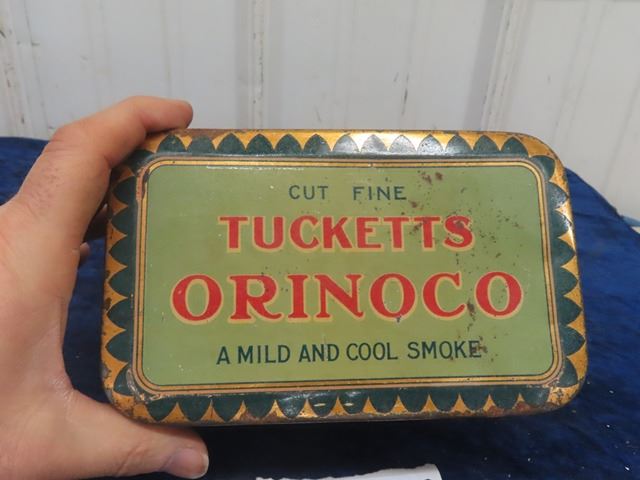 CUT FINE
TUCKETTS
ORINOCO
A MILD AND COOL SMOKE